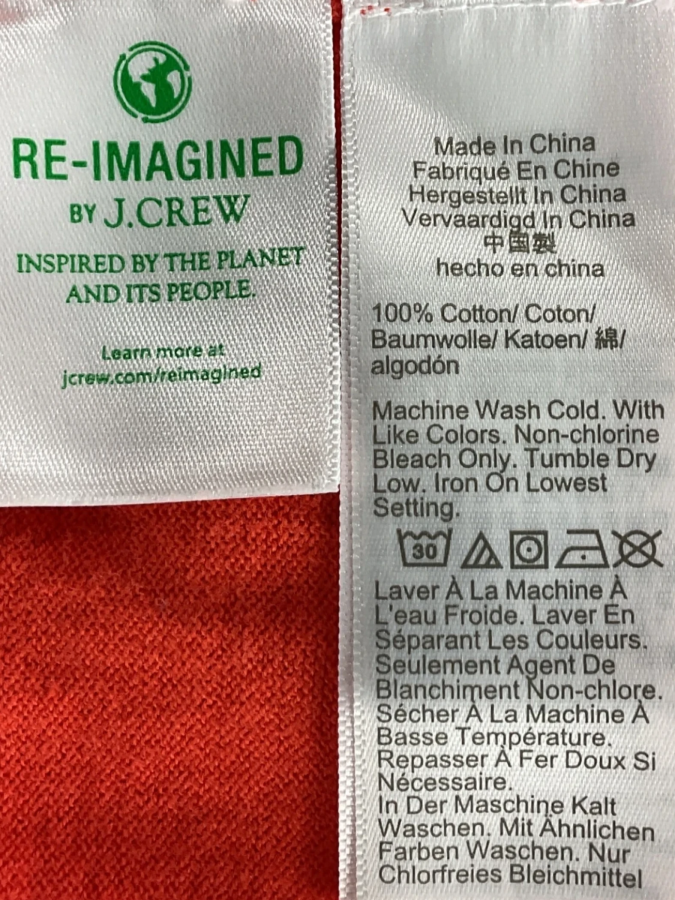 RE-IMAGINED
BY J.CREW
INSPIRED BY THE PLANET
AND ITS PEOPLE.
Learn more at
jcrew.com/reimagined
Made In China
Fabriqué En Chine
Hergestellt In China
Vervaardigd In China
中国製
hecho en china
100% Cotton/ Coton/
Baumwolle/ Katoen/ 綿/
algodón
Machine Wash Cold. With
Like Colors. Non-chlorine
Bleach Only. Tumble Dry
Low. Iron On Lowest
Setting.
30
Laver À La Machine À
L'eau Froide. Laver En
Séparant Les Couleurs.
Seulement Agent De
Blanchiment Non-chlore.
Sécher À La Machine À
Basse Température.
Repasser À Fer Doux Si
Nécessaire.
In Der Maschine Kalt
Waschen. Mit Ähnlichen
Farben Waschen. Nur
Chlorfreies Bleichmittel